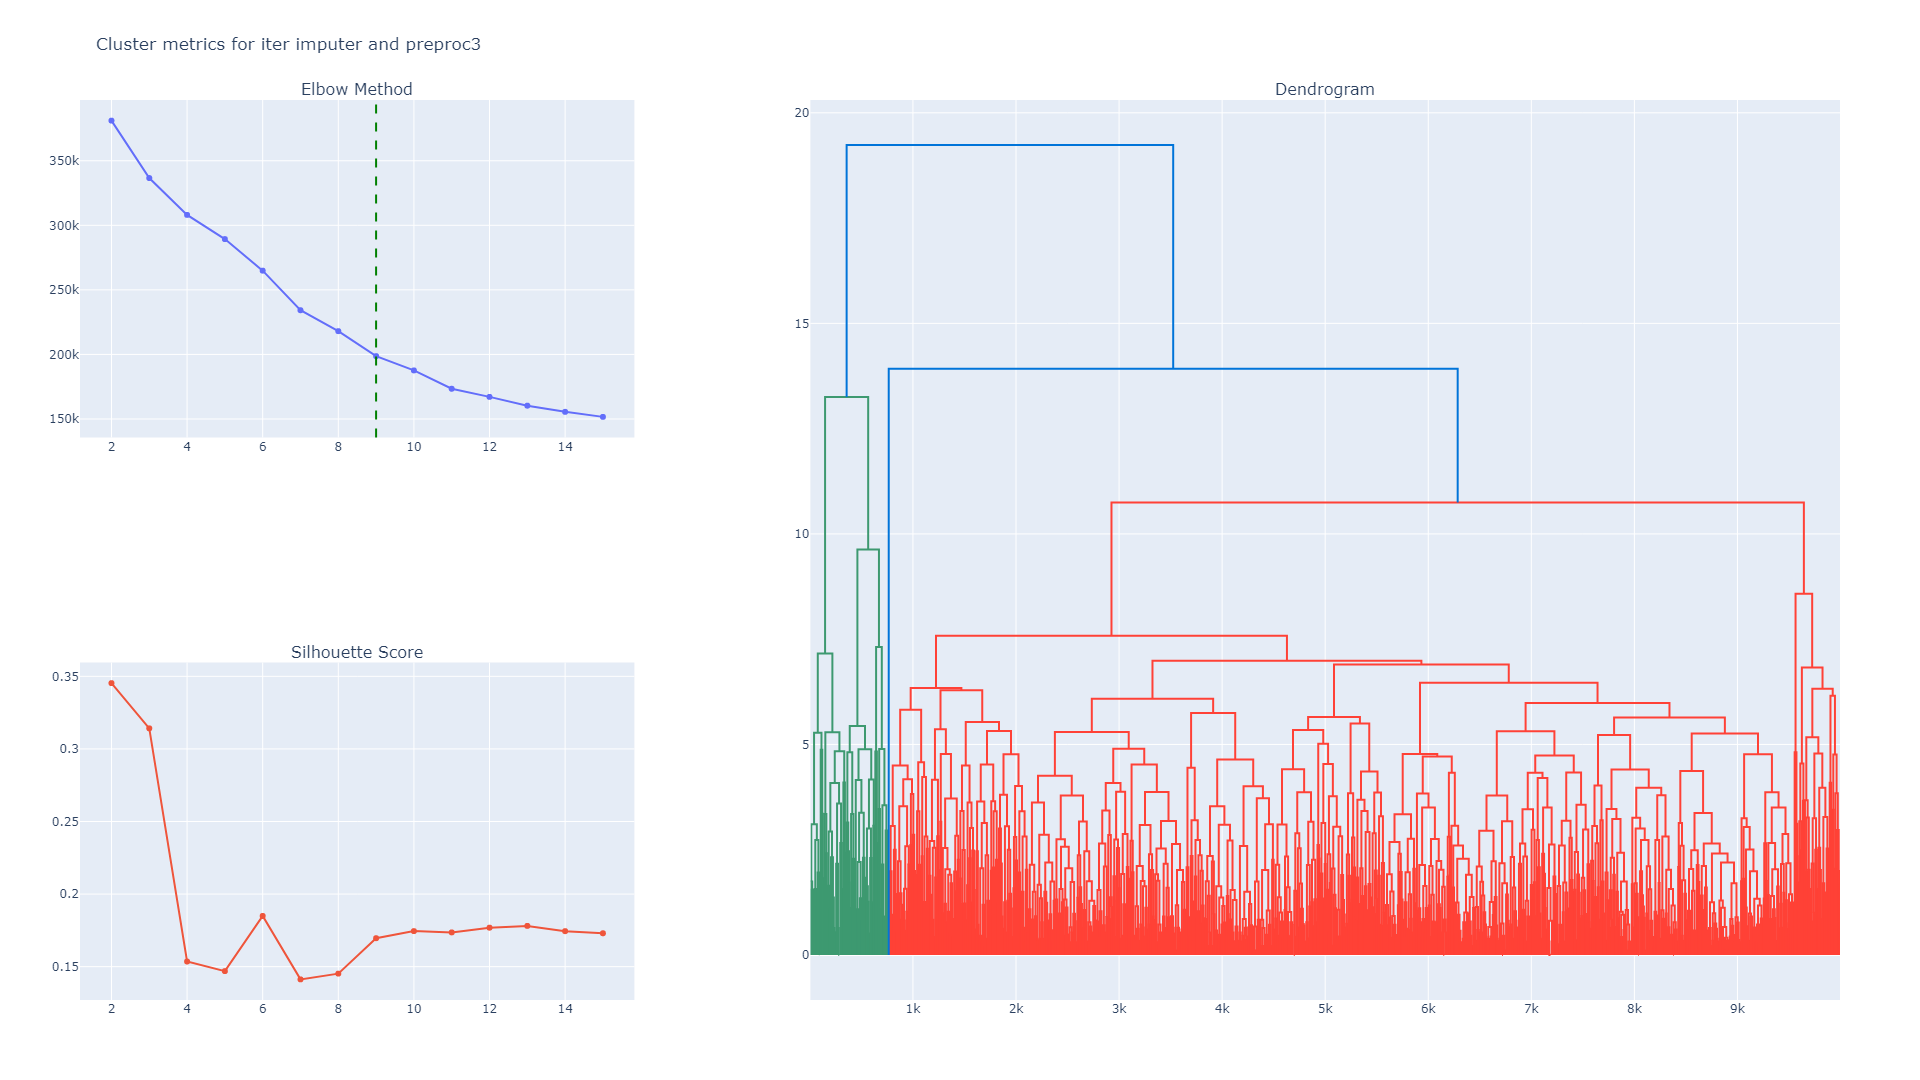 Cluster metrics for iter imputer and preproc3
Elbow Method
350k
300k
250k
200k
150k
2 4 6 8 10 12 14
Silhouette Score
0.35
0.3
0.25
0.2
0.15
2 4 6 8 10 12 14
Dendrogram
20
15
10
5
0
1k 2k 3k 4k 5k 6k 7k 8k 9k